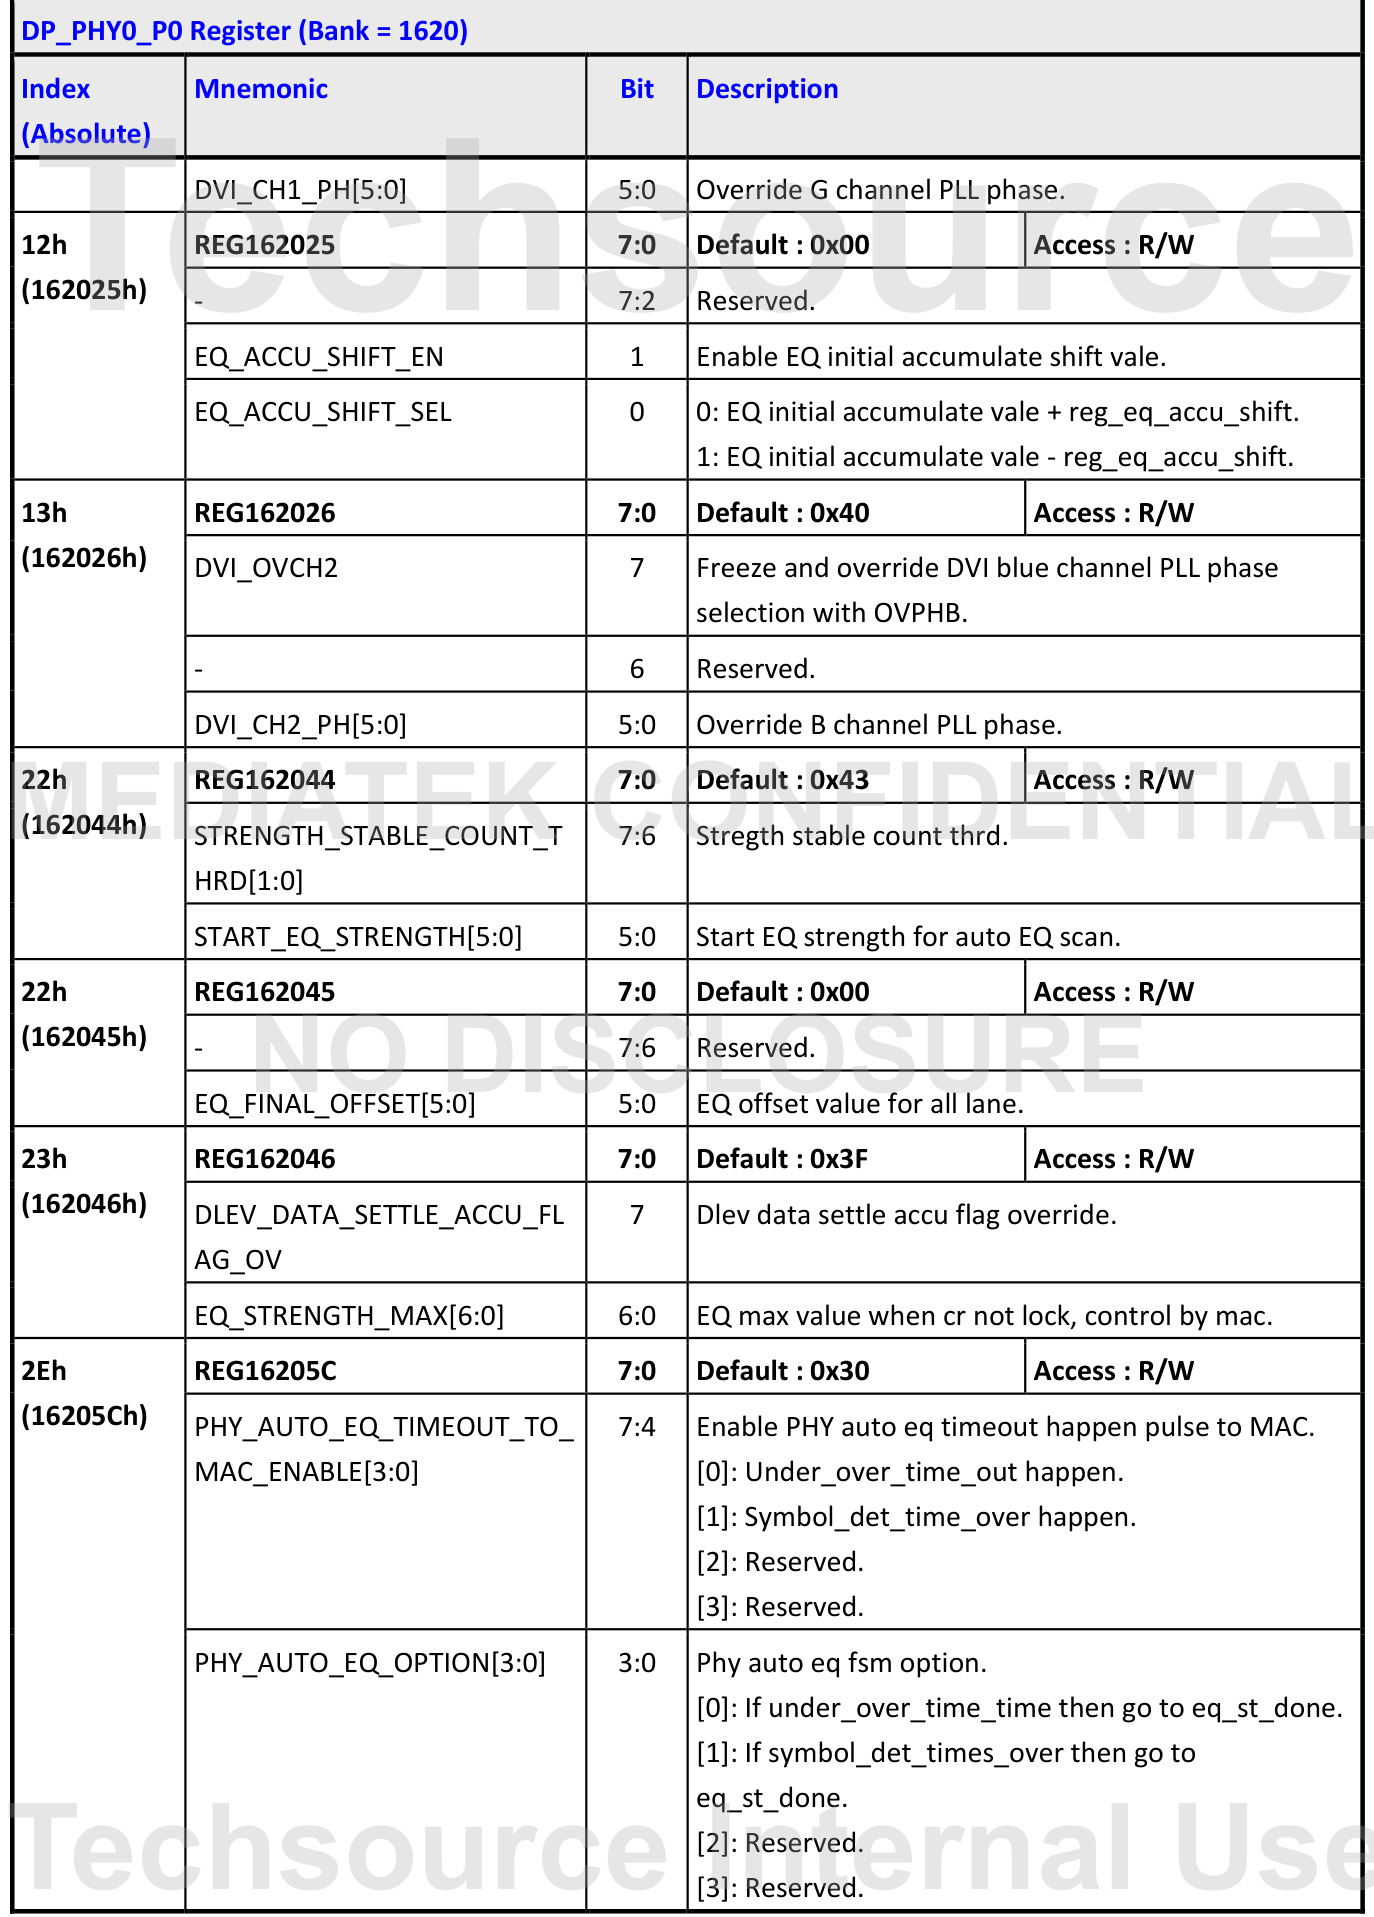 DP_PHY0_P0 Register (Bank = 1620)
Index Mnemonic Bit Description
(Absolute)
DVI_CH1_PH[5:0] 5:0 Override G channel PLL phase.
Techsource
12h REG162025 7:0 Default : 0x00 Access : R/W
(162025h) - 7:2 Reserved.
EQ_ACCU_SHIFT_EN 1 Enable EQ initial accumulate shift vale.
EQ_ACCU_SHIFT_SEL 0 0: EQ initial accumulate vale + reg_eq_accu_shift.
1: EQ initial accumulate vale - reg_eq_accu_shift.
13h REG162026 7:0 Default : 0x40 Access : R/W
(162026h) DVI_OVCH2 7 Freeze and override DVI blue channel PLL phase
selection with OVPHB.
- 6 Reserved.
DVI_CH2_PH[5:0] 5:0 Override B channel PLL phase.
22h REG162044 7:0 Default : 0x43 Access : R/W
MEDIATEK CONFIDENTIAL
(162044h) STRENGTH_STABLE_COUNT_T 7:6 Stregth stable count thrd.
HRD[1:0]
START_EQ_STRENGTH[5:0] 5:0 Start EQ strength for auto EQ scan.
22h REG162045 7:0 Default : 0x00 Access : R/W
(162045h) - 7:6 Reserved.
NO DISCLOSURE
EQ_FINAL_OFFSET[5:0] 5:0 EQ offset value for all lane.
23h REG162046 7:0 Default : 0x3F Access : R/W
(162046h) DLEV_DATA_SETTLE_ACCU_FL 7 Dlev data settle accu flag override.
AG_OV
EQ_STRENGTH_MAX[6:0] 6:0 EQ max value when cr not lock, control by mac.
2Eh REG16205C 7:0 Default : 0x30 Access : R/W
(16205Ch) PHY_AUTO_EQ_TIMEOUT_TO_ 7:4 Enable PHY auto eq timeout happen pulse to MAC.
MAC_ENABLE[3:0] [0]: Under_over_time_out happen.
[1]: Symbol_det_time_over happen.
[2]: Reserved.
[3]: Reserved.
PHY_AUTO_EQ_OPTION[3:0] 3:0 Phy auto eq fsm option.
[0]: If under_over_time_time then go to eq_st_done.
[1]: If symbol_det_times_over then go to
eq_st_done.
[2]: Reserved.
Techsource Internal Use
[3]: Reserved.